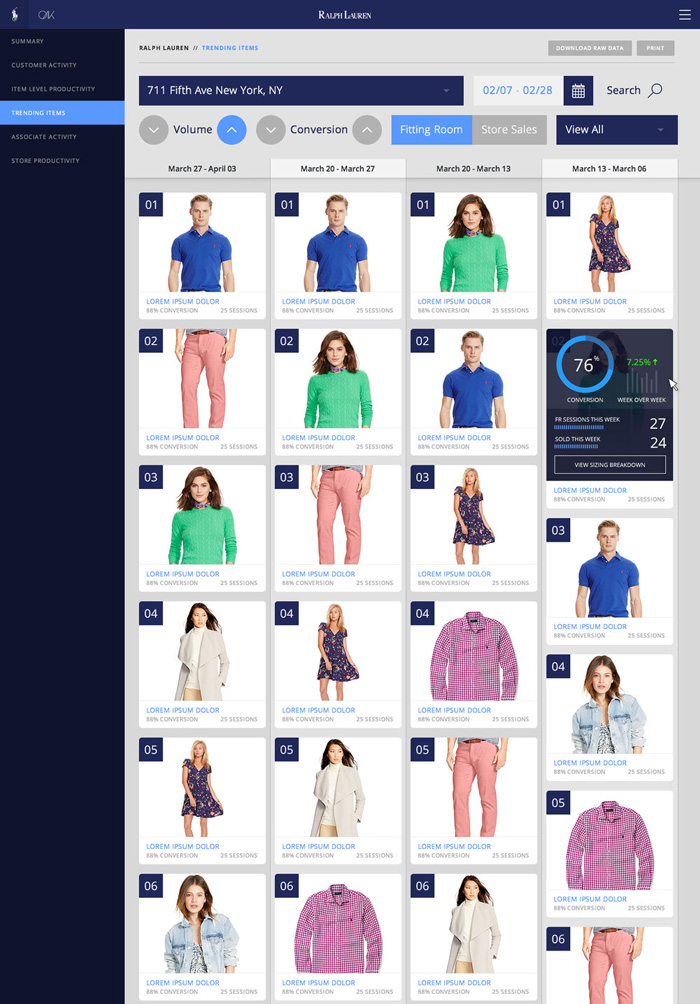 OAK
RALPH LAUREN
SUMMARY
CUSTOMER ACTIVITY
ITEM LEVEL PRODUCTIVITY
TRENDING ITEMS
ASSOCIATE ACTIVITY
STORE PRODUCTIVITY
RALPH LAUREN // TRENDING ITEMS
DOWNLOAD RAW DATA
PRINT
711 Fifth Ave New York, NY
02/07 - 02/28
Search
Volume
Conversion
Fitting Room
Store Sales
View All
March 27 - April 03
March 20 - March 27
March 20 - March 13
March 13 - March 06
01
LOREM IPSUM DOLOR
88% CONVERSION 25 SESSIONS
01
LOREM IPSUM DOLOR
88% CONVERSION 25 SESSIONS
01
LOREM IPSUM DOLOR
88% CONVERSION 25 SESSIONS
01
LOREM IPSUM DOLOR
88% CONVERSION 25 SESSIONS
02
LOREM IPSUM DOLOR
88% CONVERSION 25 SESSIONS
02
LOREM IPSUM DOLOR
88% CONVERSION 25 SESSIONS
02
LOREM IPSUM DOLOR
88% CONVERSION 25 SESSIONS
02
76%
7.25%
CONVERSION
WEEK OVER WEEK
FR SESSIONS THIS WEEK 27
SOLD THIS WEEK 24
VIEW SIZING BREAKDOWN
LOREM IPSUM DOLOR
88% CONVERSION 25 SESSIONS
03
LOREM IPSUM DOLOR
88% CONVERSION 25 SESSIONS
03
LOREM IPSUM DOLOR
88% CONVERSION 25 SESSIONS
03
LOREM IPSUM DOLOR
88% CONVERSION 25 SESSIONS
03
LOREM IPSUM DOLOR
88% CONVERSION 25 SESSIONS
04
LOREM IPSUM DOLOR
88% CONVERSION 25 SESSIONS
04
LOREM IPSUM DOLOR
88% CONVERSION 25 SESSIONS
04
LOREM IPSUM DOLOR
88% CONVERSION 25 SESSIONS
04
LOREM IPSUM DOLOR
88% CONVERSION 25 SESSIONS
05
LOREM IPSUM DOLOR
88% CONVERSION 25 SESSIONS
05
LOREM IPSUM DOLOR
88% CONVERSION 25 SESSIONS
05
LOREM IPSUM DOLOR
88% CONVERSION 25 SESSIONS
05
LOREM IPSUM DOLOR
88% CONVERSION 25 SESSIONS
06
LOREM IPSUM DOLOR
88% CONVERSION 25 SESSIONS
06
LOREM IPSUM DOLOR
88% CONVERSION 25 SESSIONS
06
LOREM IPSUM DOLOR
88% CONVERSION 25 SESSIONS
06